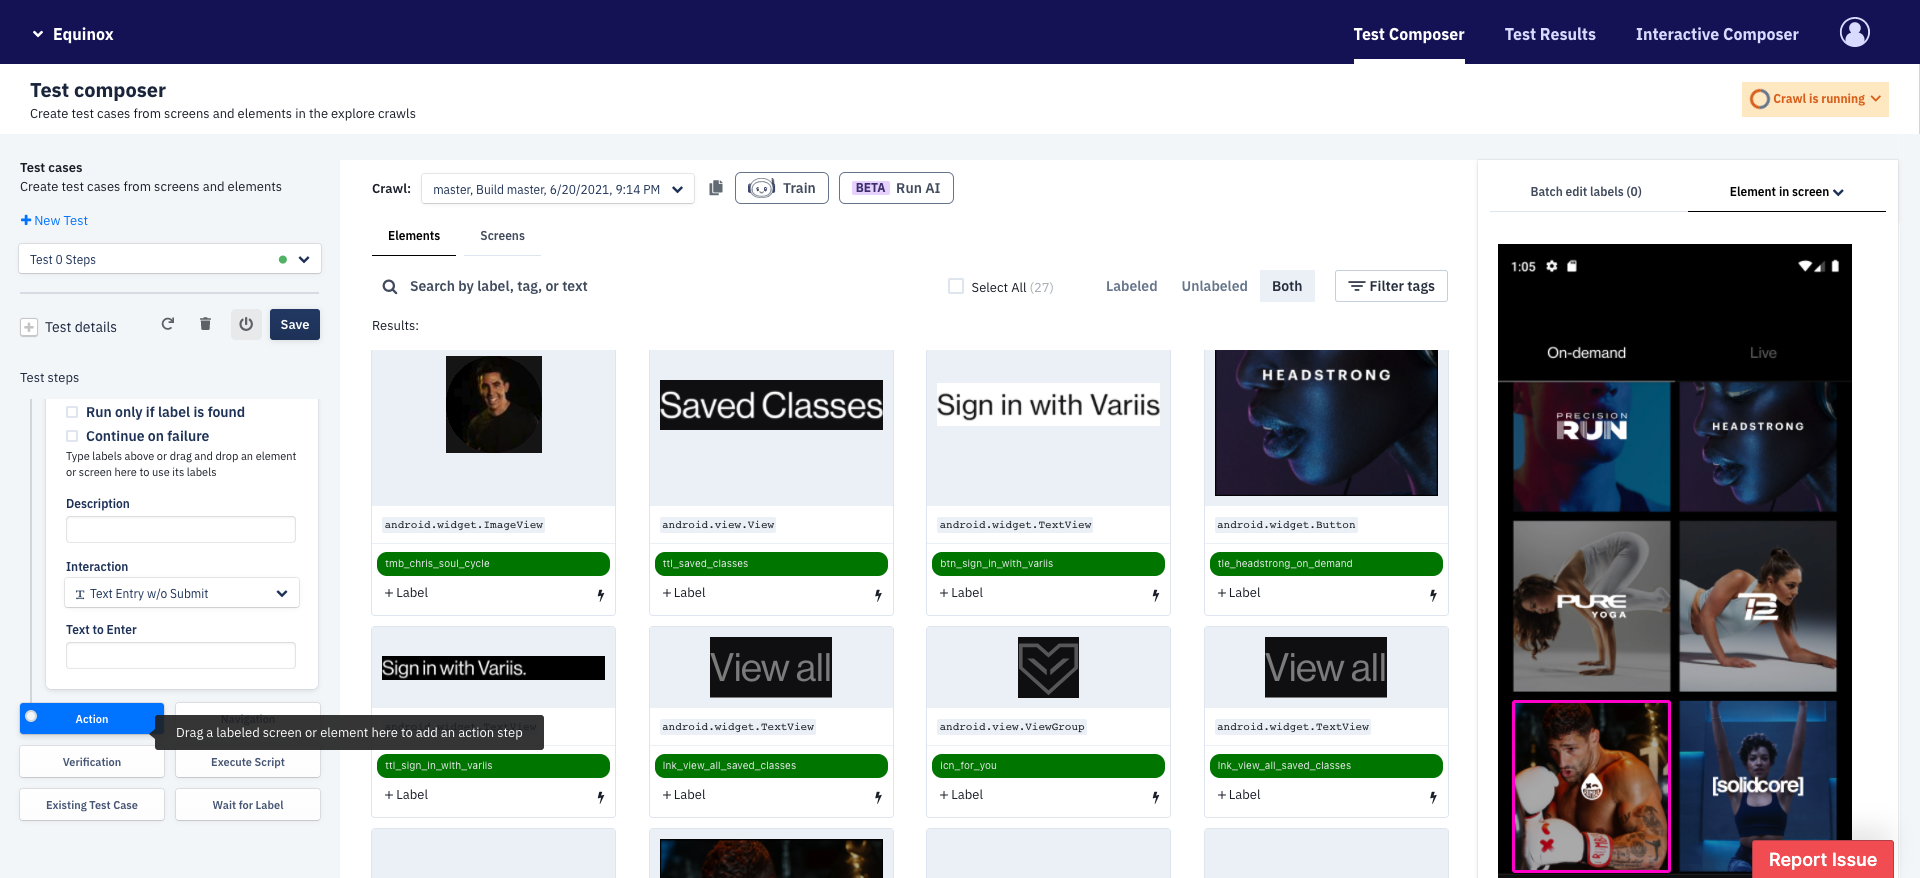 Equinox
Test Composer
Test Results
Interactive Composer
Test composer
Create test cases from screens and elements in the explore crawls
Crawl is running
Test cases
Create test cases from screens and elements
+ New Test
Test 0 Steps
Test details
Save
Test steps
Run only if label is found
Continue on failure
Type labels above or drag and drop an element
or screen here to use its labels
Description
Interaction
Text Entry w/o Submit
Text to Enter
Action
Navigation
Drag a labeled screen or element here to add an action step
Verification
Execute Script
Existing Test Case
Wait for Label
Crawl:
master, Build master, 6/20/2021, 9:14 PM
Train
BETA Run AI
Elements
Screens
Search by label, tag, or text
Select All (27)
Labeled
Unlabeled
Both
Filter tags
Results:
Saved Classes
Sign in with Variis
HEADSTRONG
android.widget.ImageView
android.view.View
android.widget.TextView
android.widget.Button
tmb_chris_soul_cycle
ttl_saved_classes
btn_sign_in_with_variis
tle_headstrong_on_demand
+ Label
+ Label
+ Label
+ Label
Sign in with Variis.
View all
View all
android.widget.TextView
android.widget.TextView
android.view.ViewGroup
android.widget.TextView
ttl_sign_in_with_variis
lnk_view_all_saved_classes
icn_for_you
lnk_view_all_saved_classes
+ Label
+ Label
+ Label
+ Label
Batch edit labels (0)
Element in screen
1:05
On-demand
Live
PRECISION
RUN
HEADSTRONG
PURE
YOGA
[solidcore]
Report Issue